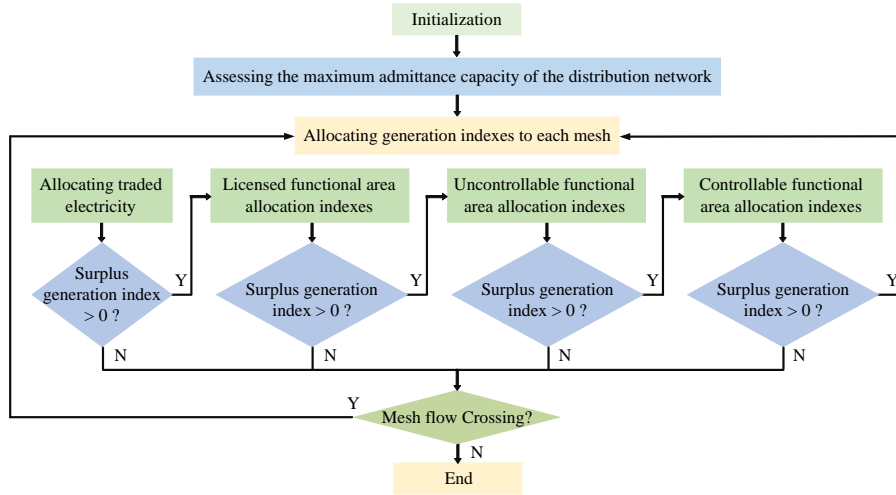 Initialization
Assessing the maximum admittance capacity of the distribution network
Allocating generation indexes to each mesh
Allocating traded
electricity
Licensed functional area
allocation indexes
Uncontrollable functional
area allocation indexes
Controllable functional
area allocation indexes
Surplus
generation index
> 0 ?
Y
Surplus generation
index > 0 ?
Y
Surplus generation
index > 0 ?
Y
Surplus generation
index > 0 ?
Y
N
N
N
N
Y
Mesh flow Crossing?
N
End